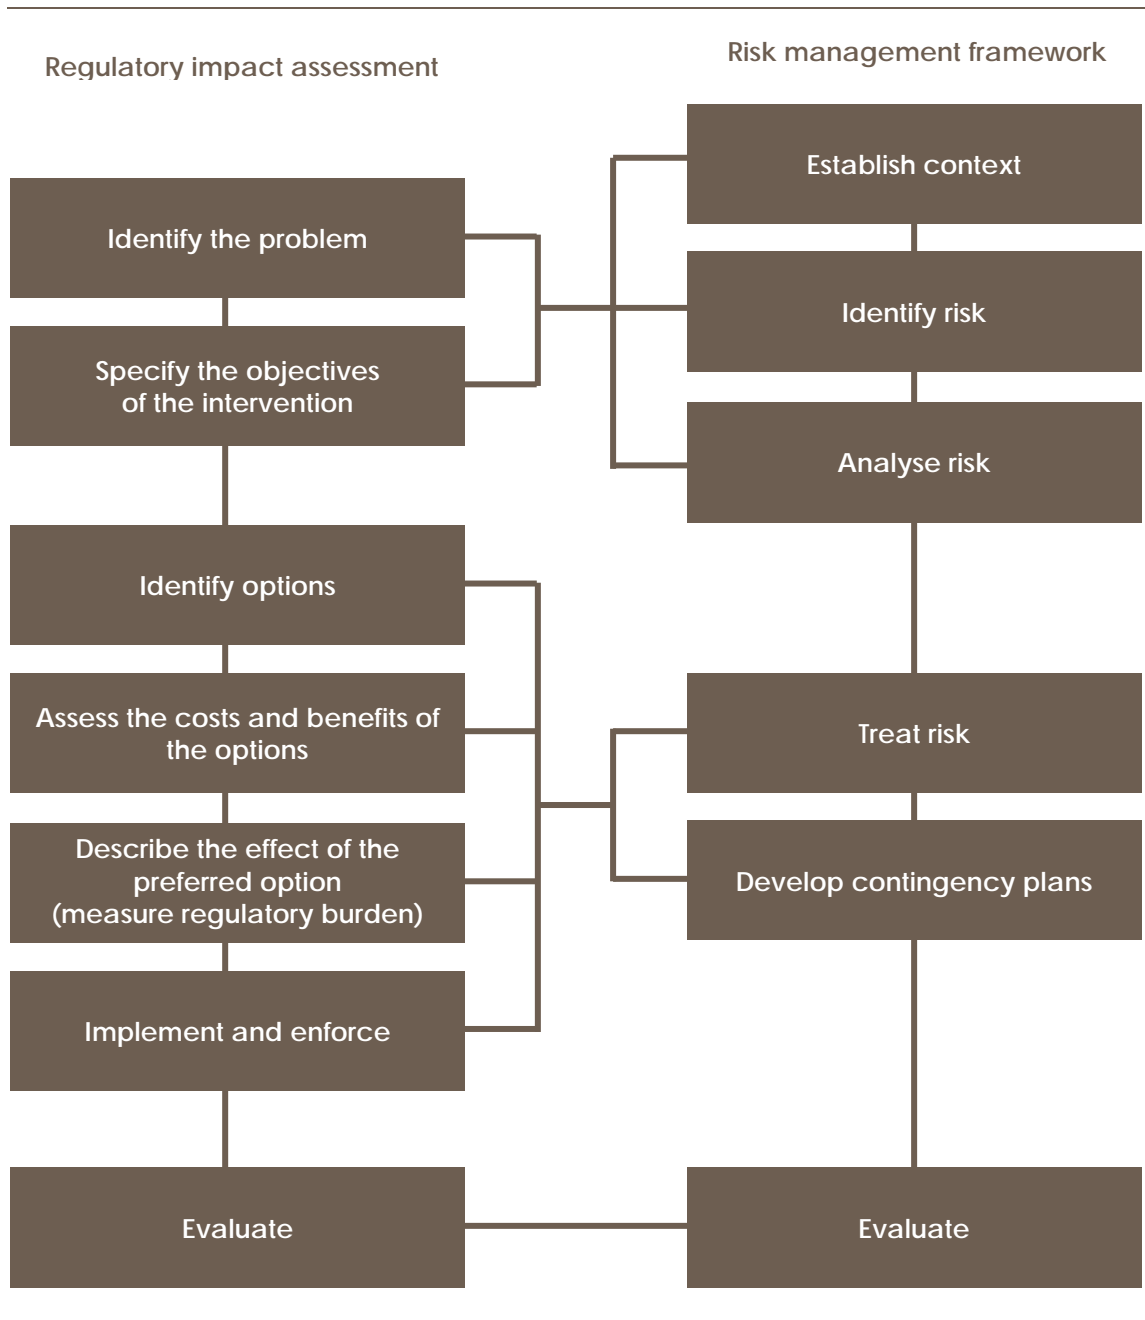 Regulatory impact assessment
Risk management framework
Identify the problem
Specify the objectives
of the intervention
Identify options
Assess the costs and benefits of
the options
Describe the effect of the
preferred option
(measure regulatory burden)
Implement and enforce
Evaluate
Establish context
Identify risk
Analyse risk
Treat risk
Develop contingency plans
Evaluate